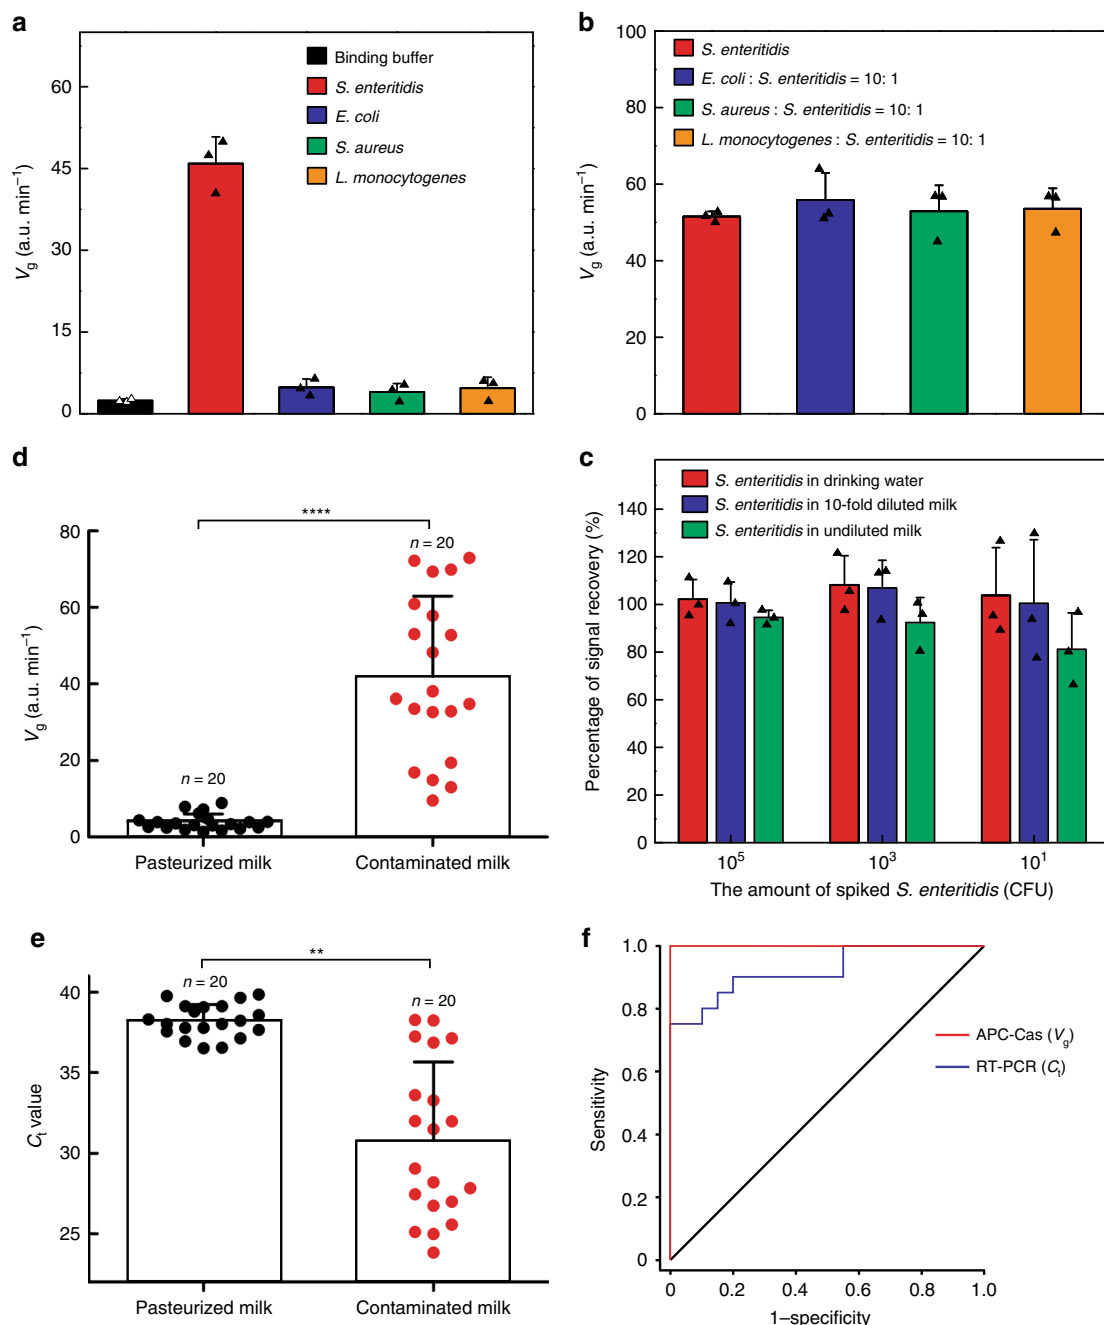 a
60
45
30
15
0
V_g (a.u. min⁻¹)
Binding buffer
S. enteritidis
E. coli
S. aureus
L. monocytogenes
b
100
80
60
40
20
0
V_g (a.u. min⁻¹)
S. enteritidis
E. coli : S. enteritidis = 10: 1
S. aureus : S. enteritidis = 10: 1
L. monocytogenes : S. enteritidis = 10: 1
d
80
60
40
20
0
V_g (a.u. min⁻¹)
****
n = 20
n = 20
Pasteurized milk
Contaminated milk
c
140
120
100
80
60
40
20
0
Percentage of signal recovery (%)
S. enteritidis in drinking water
S. enteritidis in 10-fold diluted milk
S. enteritidis in undiluted milk
10⁵
10³
10¹
The amount of spiked S. enteritidis (CFU)
e
40
35
30
25
C_t value
**
n = 20
n = 20
Pasteurized milk
Contaminated milk
f
1.0
0.8
0.6
0.4
0.2
0
Sensitivity
APC-Cas (V_g)
RT-PCR (C_t)
0
0.2
0.4
0.6
0.8
1.0
1–specificity